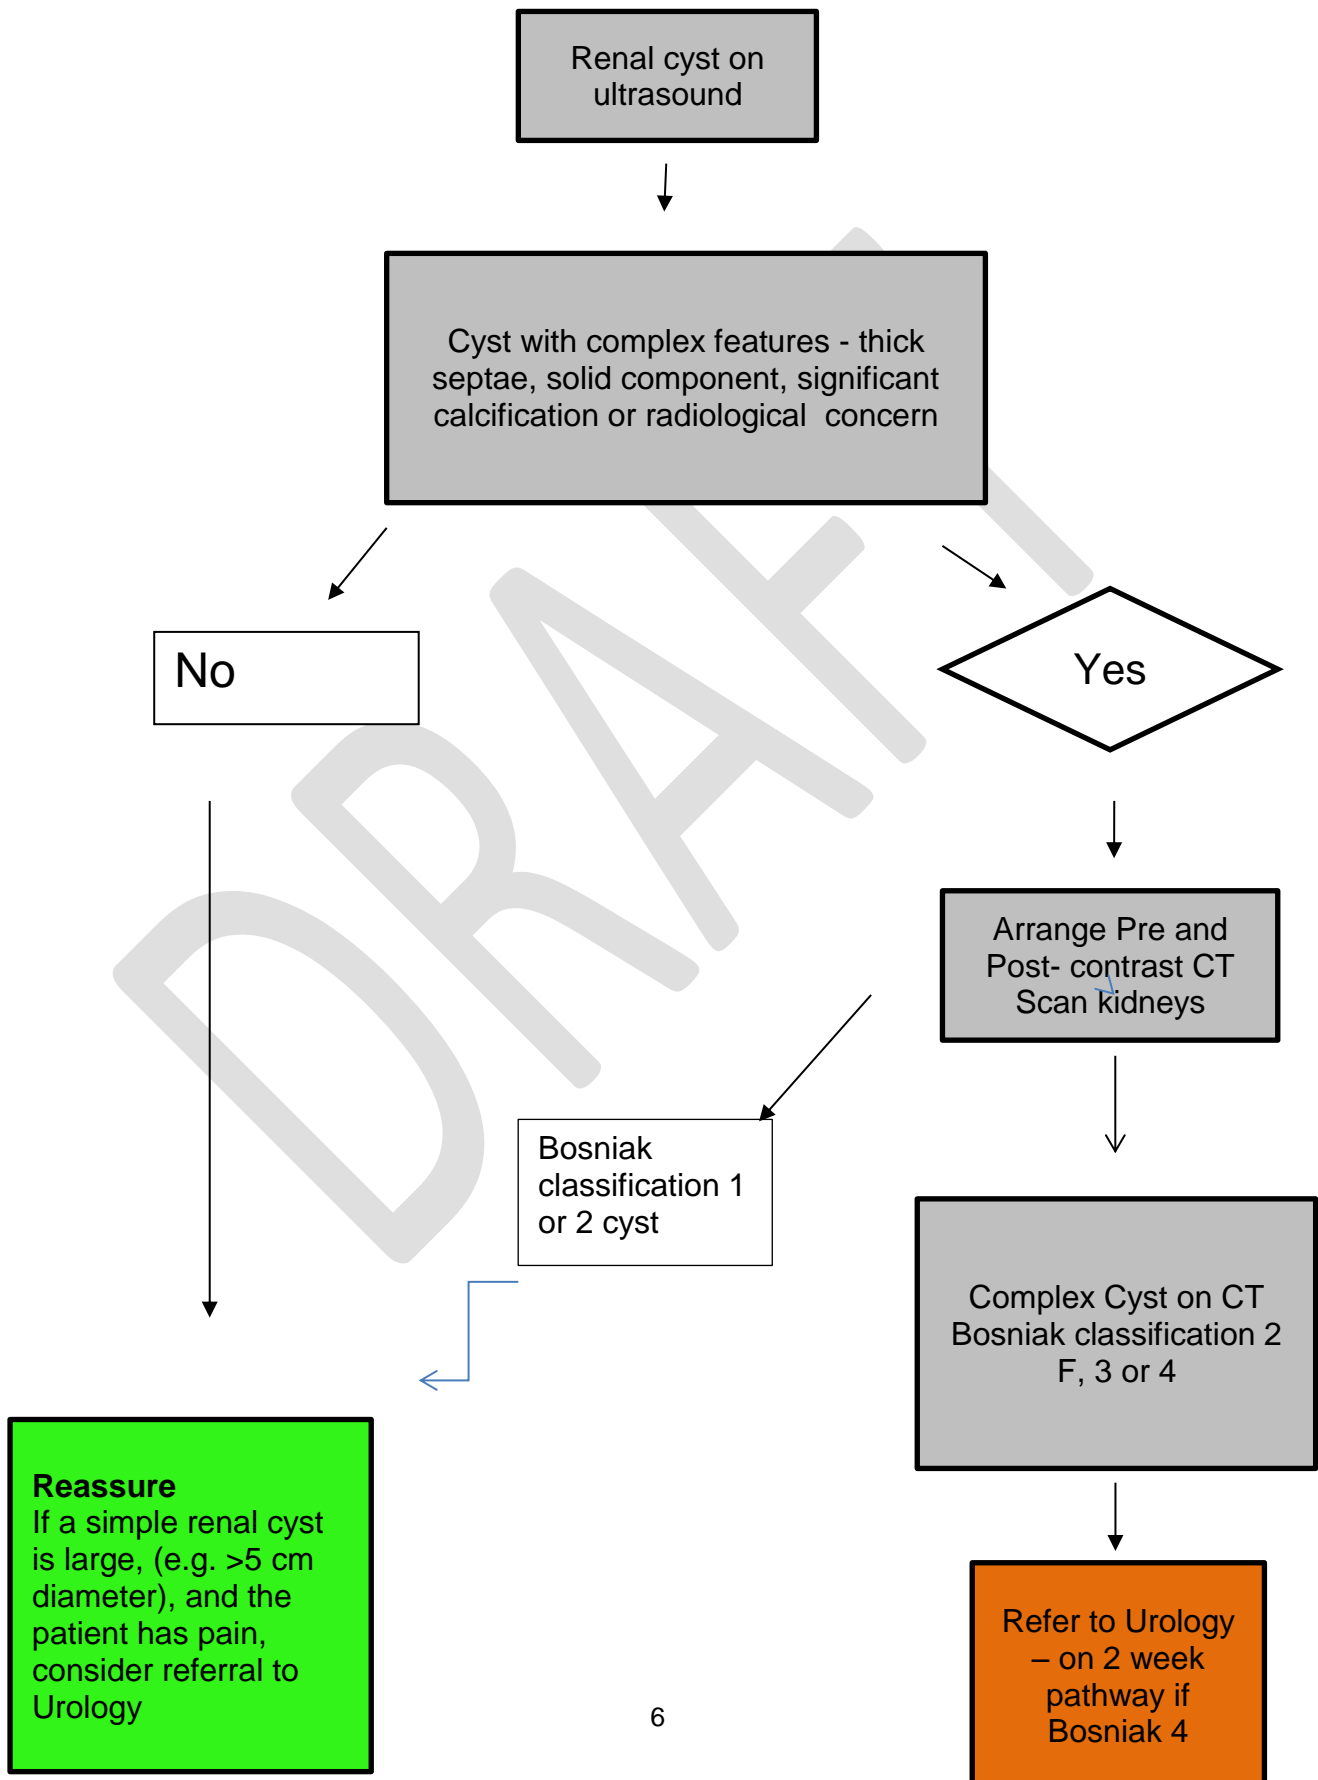 Renal cyst on
ultrasound
Cyst with complex features - thick
septae, solid component, significant
calcification or radiological  concern
No
Yes
Arrange Pre and
Post- contrast CT
Scan kidneys
Bosniak
classification 1
or 2 cyst
Complex Cyst on CT
Bosniak classification 2
F, 3 or 4
Reassure
If a simple renal cyst
is large, (e.g. >5 cm
diameter), and the
patient has pain,
consider referral to
Urology
Refer to Urology
– on 2 week
pathway if
Bosniak 4
6
DRAFT